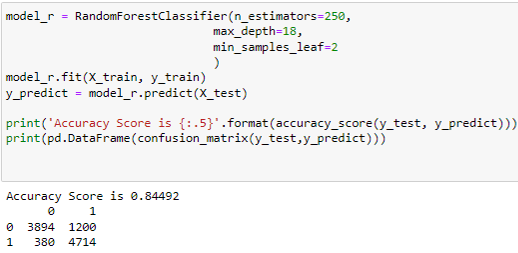 model_r = RandomForestClassifier(n_estimators=250,
max_depth=18,
min_samples_leaf=2
)
model_r.fit(X_train, y_train)
y_predict = model_r.predict(X_test)
print('Accuracy Score is {:.5}'.format(accuracy_score(y_test, y_predict)))
print(pd.DataFrame(confusion_matrix(y_test,y_predict)))
Accuracy Score is 0.84492
0 1
0 3894 1200
1 380 4714